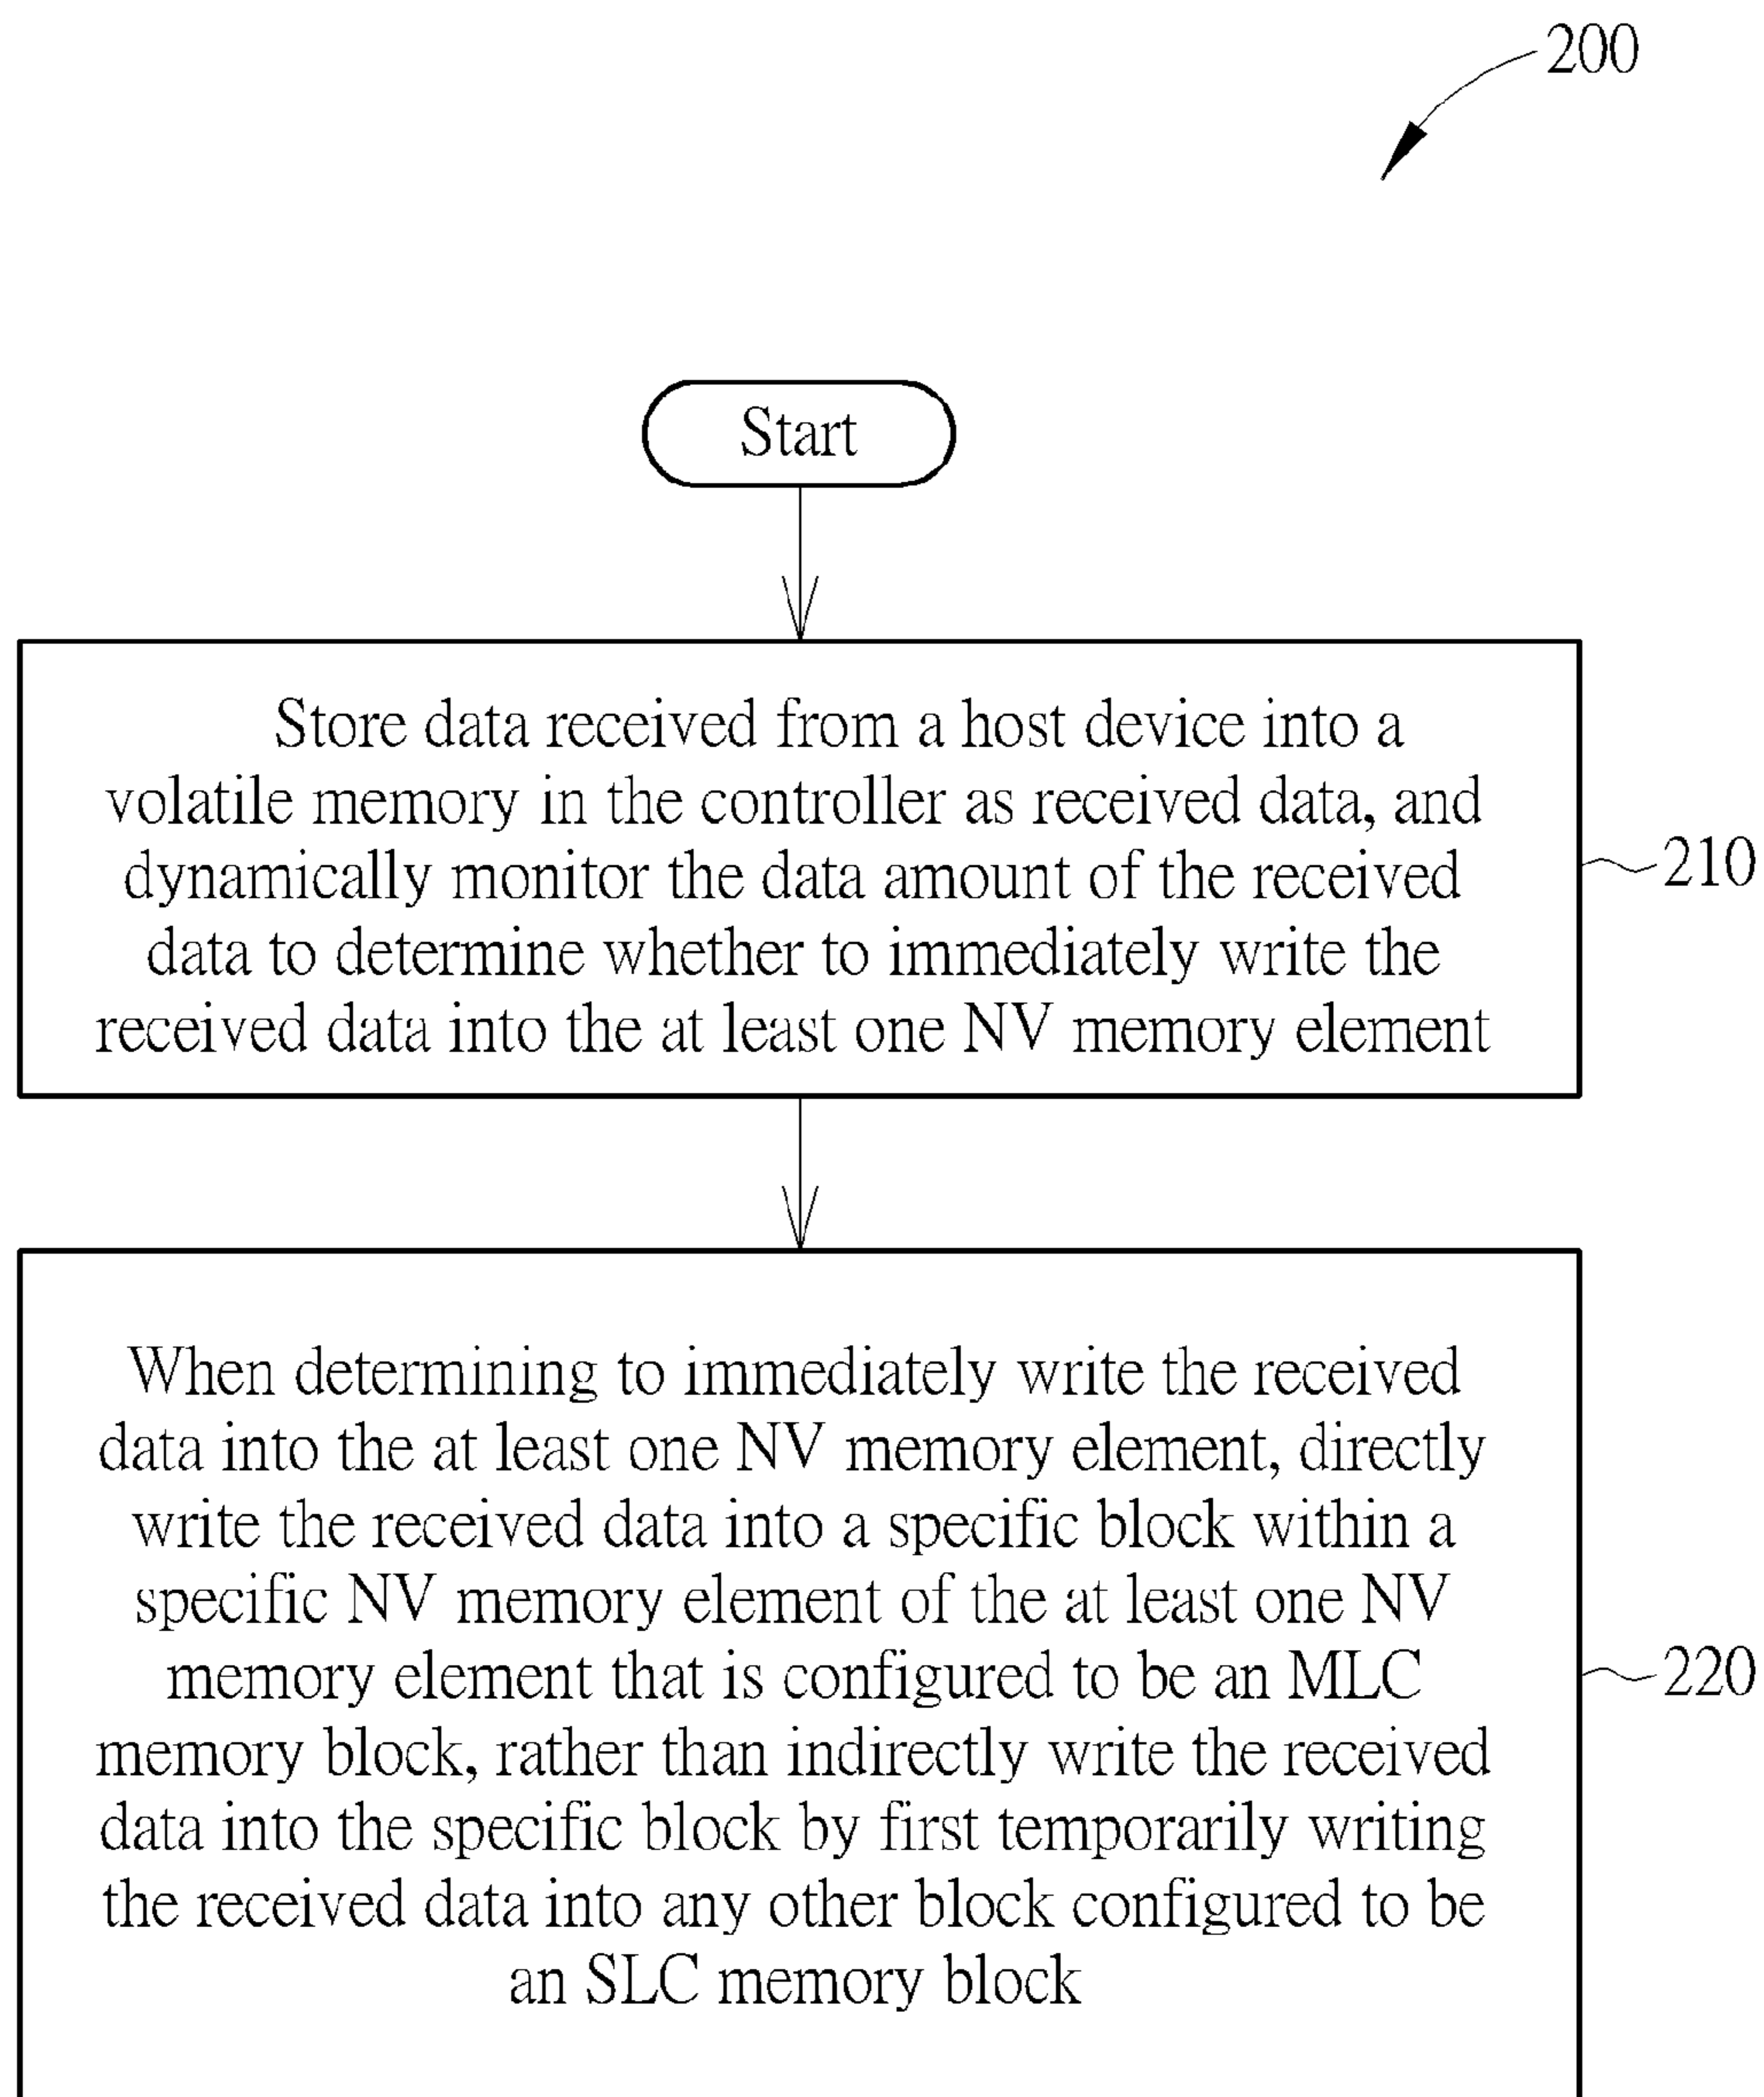 200
Start
Store data received from a host device into a
volatile memory in the controller as received data, and
dynamically monitor the data amount of the received
data to determine whether to immediately write the
received data into the at least one NV memory element
210
When determining to immediately write the received
data into the at least one NV memory element, directly
write the received data into a specific block within a
specific NV memory element of the at least one NV
memory element that is configured to be an MLC
memory block, rather than indirectly write the received
data into the specific block by first temporarily writing
the received data into any other block configured to be
an SLC memory block
220